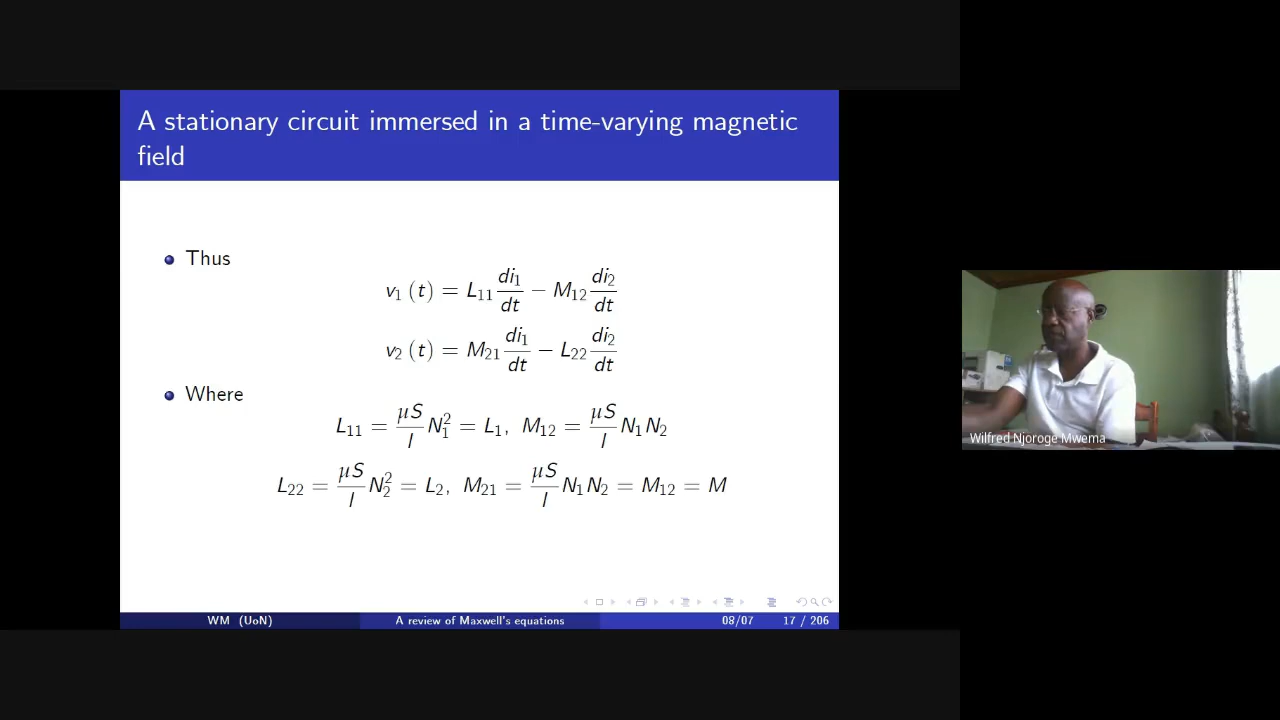 A stationary circuit immersed in a time-varying magnetic
field
Thus
v₁ (t) = L₁₁ di₁/dt − M₁₂ di₂/dt
v₂ (t) = M₂₁ di₁/dt − L₂₂ di₂/dt
Where
L₁₁ = μS/l N₁² = L₁, M₁₂ = μS/l N₁N₂
L₂₂ = μS/l N₂² = L₂, M₂₁ = μS/l N₁N₂ = M₁₂ = M
WM (UoN) A review of Maxwell's equations 08/07 17 / 206
Wilfred Njoroge Mwema